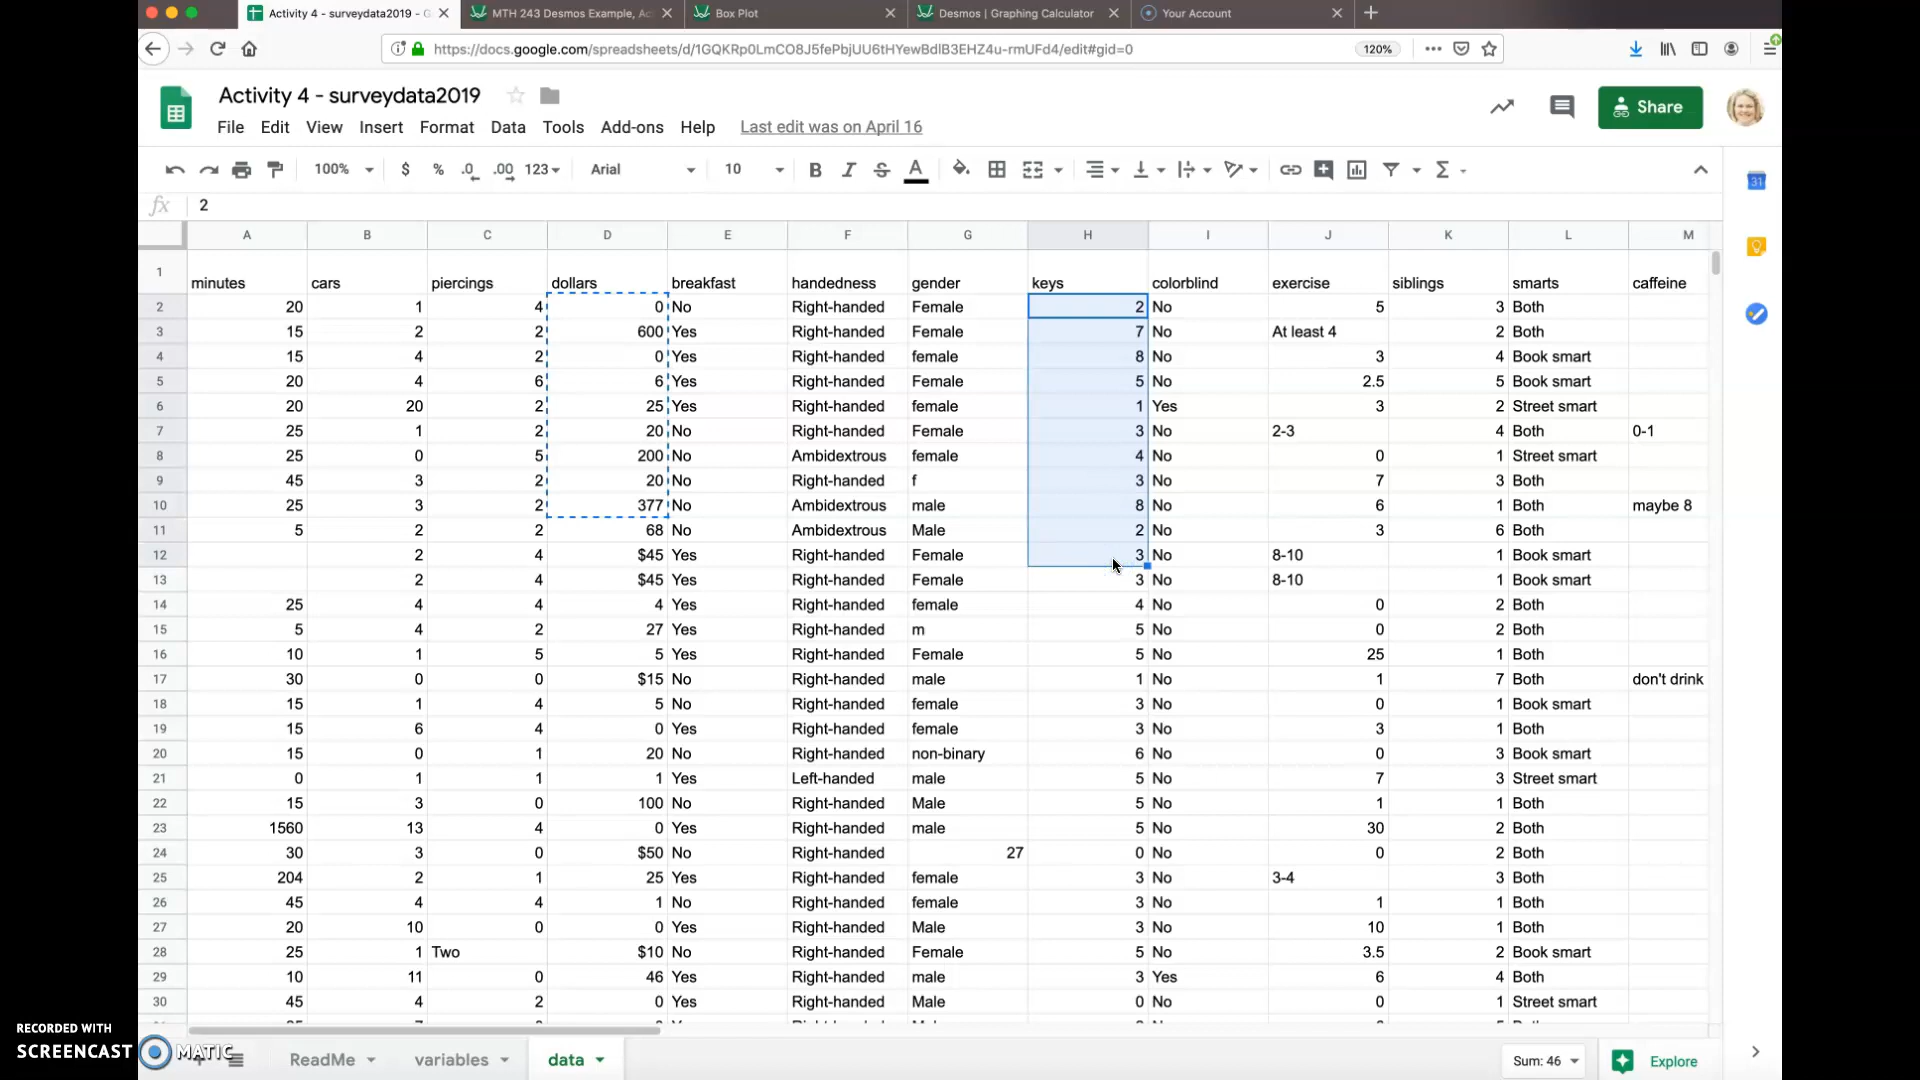 Activity 4 - surveydata2019 - G
MTH 243 Desmos Example, Ac
Box Plot
Desmos | Graphing Calculator
Your Account
https://docs.google.com/spreadsheets/d/1GQKRp0LmCO8J5fePbjUU6tHYewBdlB3EHZ4u-rmUFd4/edit#gid=0
120%
Activity 4 - surveydata2019
Share
File Edit View Insert Format Data Tools Add-ons Help Last edit was on April 16
100% $ % .0 .00 123 Arial 10 B I S A Σ
fx 2
31
A B C D E F G H I J K L M
1 minutes cars piercings dollars breakfast handedness gender keys colorblind exercise siblings smarts caffeine
2 20 1 4 0 No Right-handed Female 2 No 5 3 Both
3 15 2 2 600 Yes Right-handed Female 7 No At least 4 2 Both
4 15 4 2 0 Yes Right-handed female 8 No 3 4 Book smart
5 20 4 6 6 Yes Right-handed Female 5 No 2.5 5 Book smart
6 20 20 2 25 Yes Right-handed female 1 Yes 3 2 Street smart
7 25 1 2 20 No Right-handed Female 3 No 2-3 4 Both 0-1
8 25 0 5 200 No Ambidextrous female 4 No 0 1 Street smart
9 45 3 2 20 No Right-handed f 3 No 7 3 Both
10 25 3 2 377 No Ambidextrous male 8 No 6 1 Both maybe 8
11 5 2 2 68 No Ambidextrous Male 2 No 3 6 Both
12 2 4 $45 Yes Right-handed Female 3 No 8-10 1 Book smart
13 2 4 $45 Yes Right-handed Female 3 No 8-10 1 Book smart
14 25 4 4 4 Yes Right-handed female 4 No 0 2 Both
15 5 4 2 27 Yes Right-handed m 5 No 0 2 Both
16 10 1 5 5 Yes Right-handed Female 5 No 25 1 Both
17 30 0 0 $15 No Right-handed male 1 No 1 7 Both don't drink
18 15 1 4 5 No Right-handed female 3 No 0 1 Book smart
19 15 6 4 0 Yes Right-handed female 3 No 3 1 Both
20 15 0 1 20 No Right-handed non-binary 6 No 0 3 Book smart
21 0 1 1 1 Yes Left-handed male 5 No 7 3 Street smart
22 15 3 0 100 No Right-handed Male 5 No 1 1 Both
23 1560 13 4 0 Yes Right-handed male 5 No 30 2 Both
24 30 3 0 $50 No Right-handed 27 0 No 0 2 Both
25 204 2 1 25 Yes Right-handed female 3 No 3-4 3 Both
26 45 4 4 1 No Right-handed female 3 No 1 1 Both
27 20 10 0 0 Yes Right-handed Male 3 No 10 1 Both
28 25 1 Two $10 No Right-handed Female 5 No 3.5 2 Book smart
29 10 11 0 46 Yes Right-handed male 3 Yes 6 4 Both
30 45 4 2 0 Yes Right-handed Male 0 No 0 1 Street smart
RECORDED WITH
SCREENCAST MATIC
ReadMe variables data Sum: 46 Explore